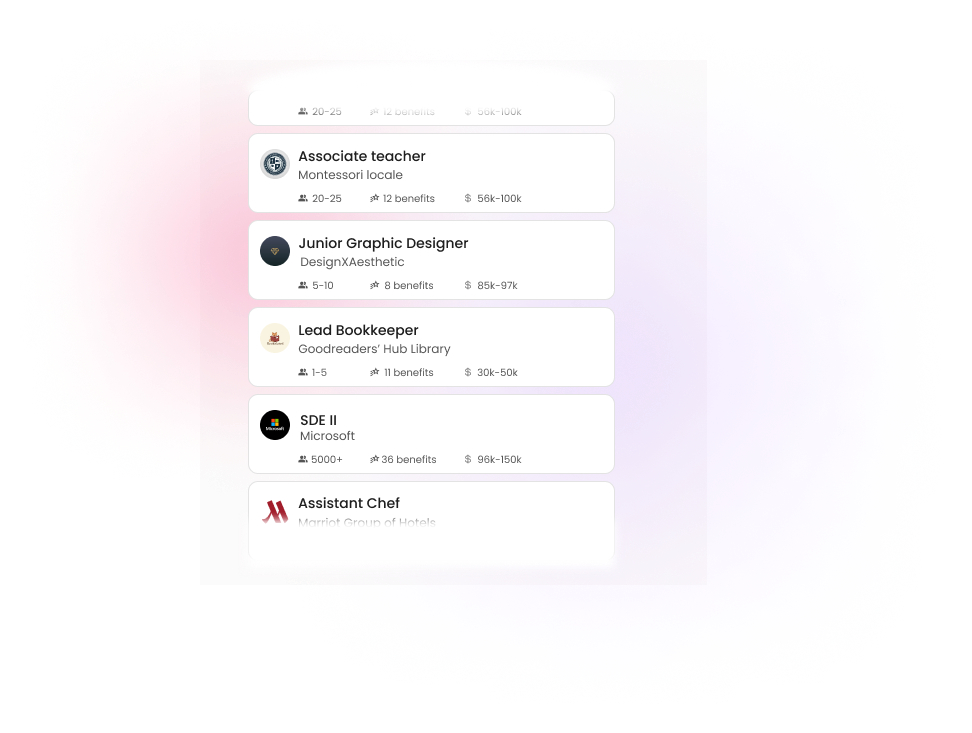 20-25 12 benefits $ 56k-100k
Associate teacher
Montessori locale
20-25 12 benefits $ 56k-100k
Junior Graphic Designer
DesignXAesthetic
5-10 8 benefits $ 85k-97k
Lead Bookkeeper
Goodreaders' Hub Library
1-5 11 benefits $ 30k-50k
SDE II
Microsoft
Microsoft
5000+ 36 benefits $ 96k-150k
Assistant Chef
Marriot Group of Hotels